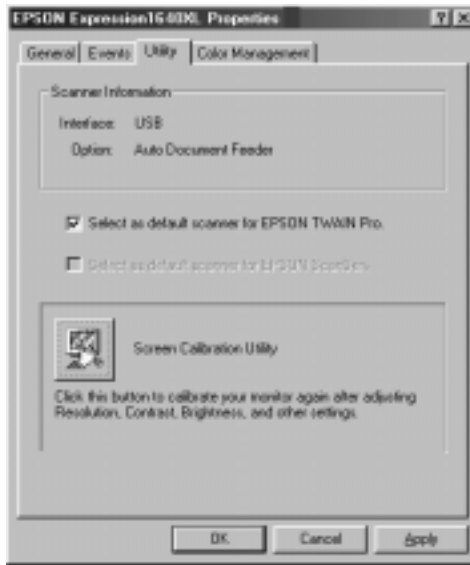 EPSON Expression1640XL Properties
General Events Utility Color Management
Scanner Information
Interface: USB
Option: Auto Document Feeder
Select as default scanner for EPSON TWAIN Pro.
Select as default scanner for EPSON ScanServ.
Screen Calibration Utility
Click this button to calibrate your monitor again after adjusting
Resolution, Contrast, Brightness, and other settings.
OK Cancel Apply